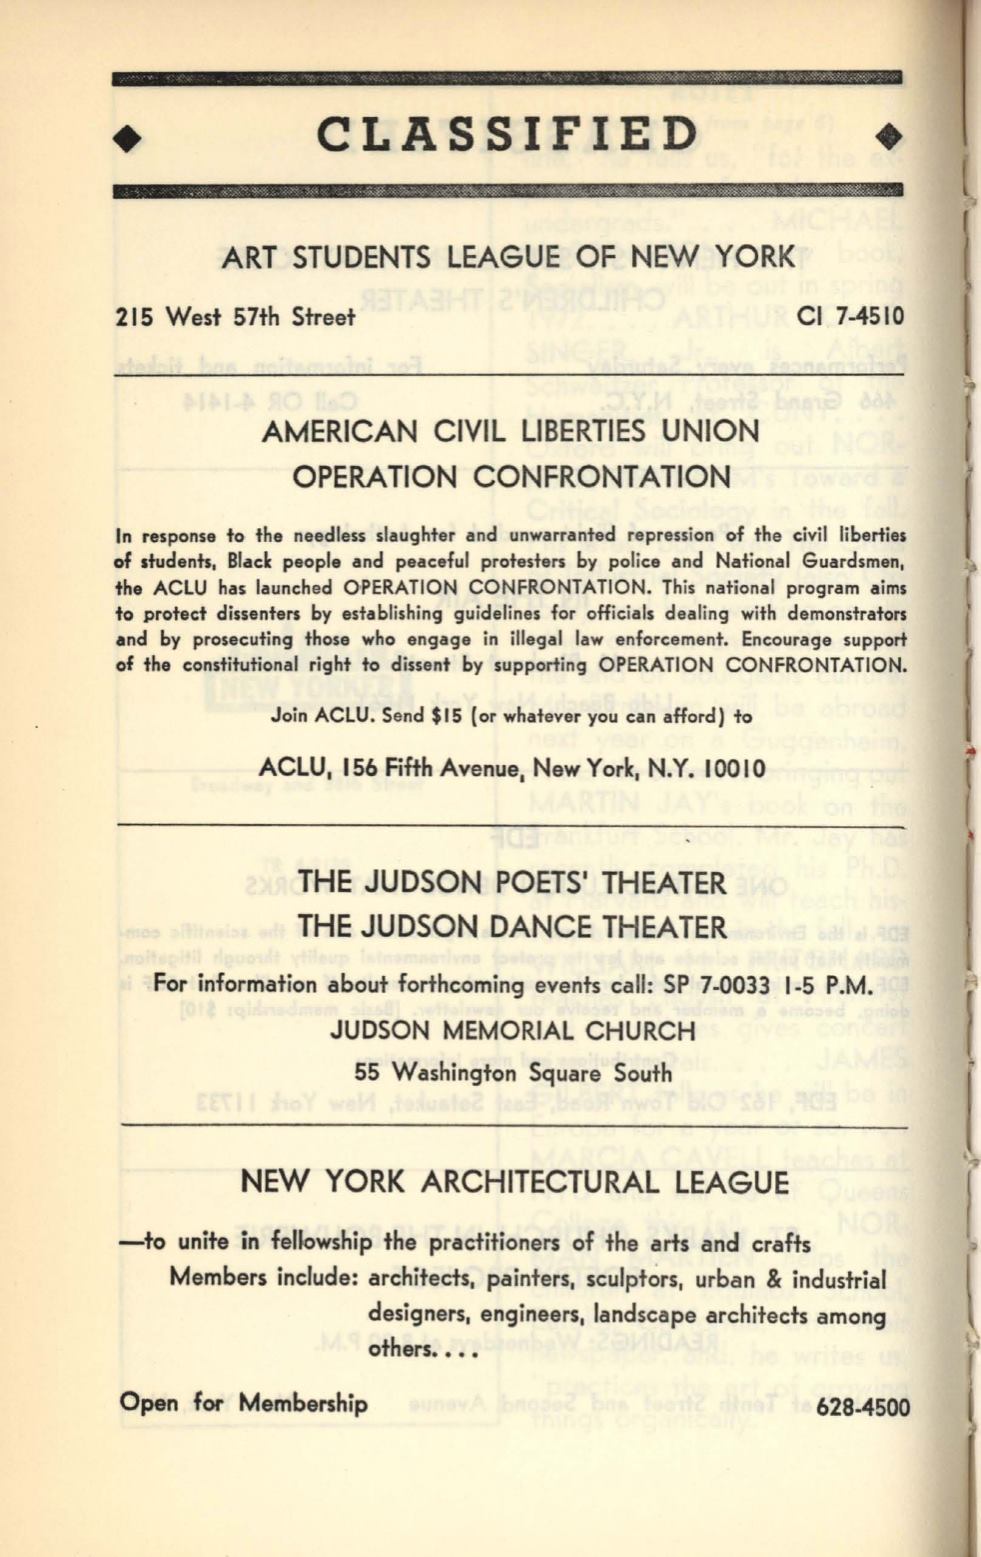 CLASSIFIED
ART STUDENTS LEAGUE OF NEW YORK
215 West 57th Street CI 7-4510
AMERICAN CIVIL LIBERTIES UNION
OPERATION CONFRONTATION
In response to the needless slaughter and unwarranted repression of the civil liberties
of students, Black people and peaceful protesters by police and National Guardsmen,
the ACLU has launched OPERATION CONFRONTATION. This national program aims
to protect dissenters by establishing guidelines for officials dealing with demonstrators
and by prosecuting those who engage in illegal law enforcement. Encourage support
of the constitutional right to dissent by supporting OPERATION CONFRONTATION.
Join ACLU. Send $15 (or whatever you can afford) to
ACLU, 156 Fifth Avenue, New York, N.Y. 10010
THE JUDSON POETS' THEATER
THE JUDSON DANCE THEATER
For information about forthcoming events call: SP 7-0033 1-5 P.M.
JUDSON MEMORIAL CHURCH
55 Washington Square South
NEW YORK ARCHITECTURAL LEAGUE
—to unite in fellowship the practitioners of the arts and crafts
Members include: architects, painters, sculptors, urban & industrial
designers, engineers, landscape architects among
others. . . .
Open for Membership 628-4500